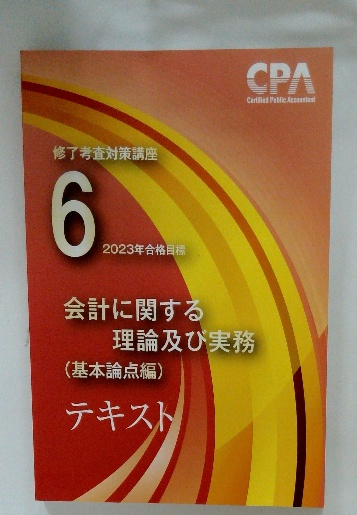 CPA
Certified Public Accountant
修了考査対策講座
6
2023年合格目標
会計に関する
理論及び実務
(基本論点編)
テキスト